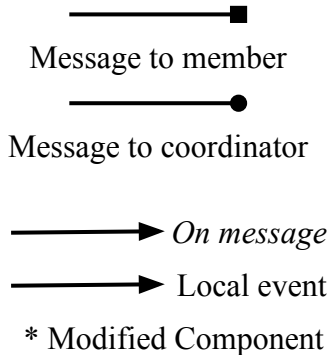 Message to member
Message to coordinator
On message
Local event
* Modified Component